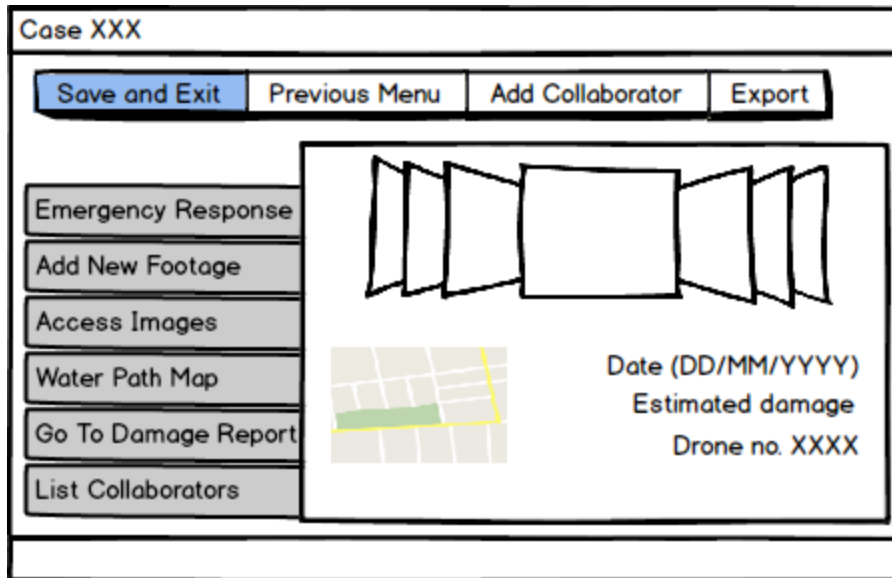 Case XXX
Save and Exit Previous Menu Add Collaborator Export
Emergency Response
Add New Footage
Access Images
Water Path Map
Go To Damage Report
List Collaborators
Date (DD/MM/YYYY)
Estimated damage
Drone no. XXXX